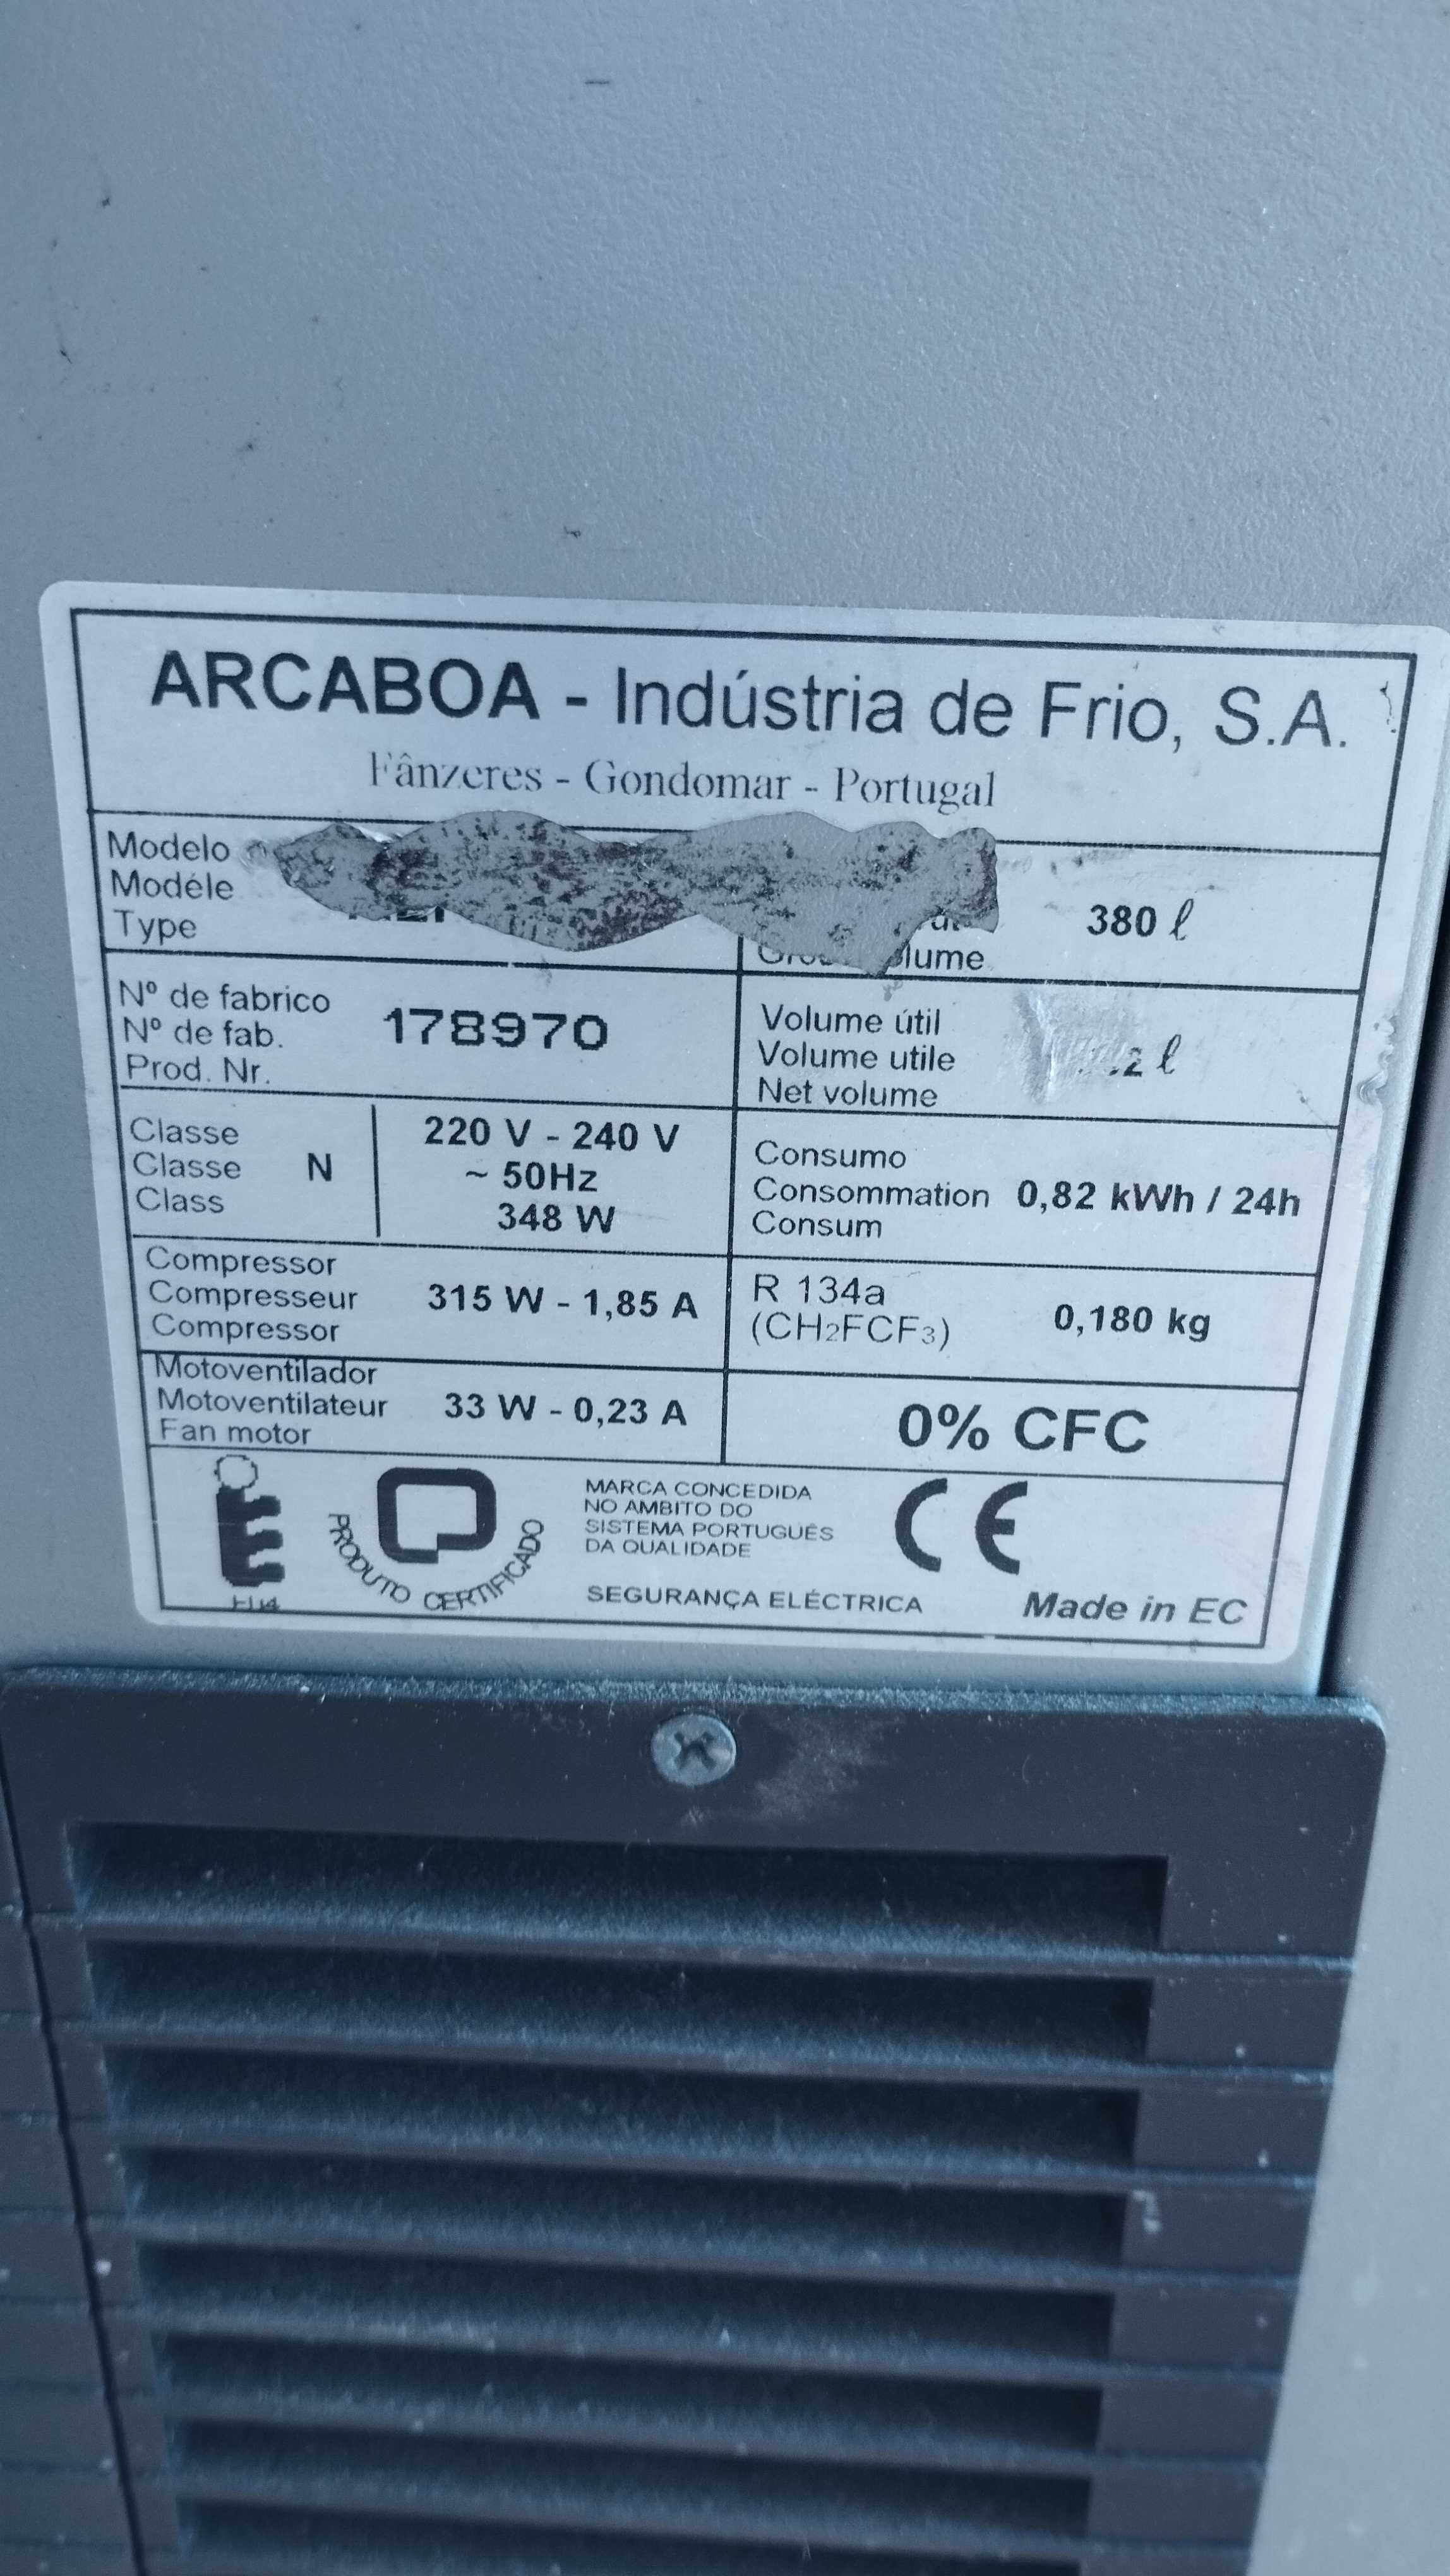 ARCABOA - Indústria de Frio, S.A.
Fânzeres - Gondomar - Portugal
Modelo
Modéle
Type
380 ℓ
Nº de fabrico
Nº de fab.
Prod. Nr.
178970
Volume útil
Volume utile
Net volume
ℓ
Classe
Classe
Class
N
220 V - 240 V
~ 50Hz
348 W
Consumo
Consommation
Consum
0,82 kWh / 24h
Compressor
Compresseur
Compressor
315 W - 1,85 A
R 134a
(CH₂FCF₃)
0,180 kg
Motoventilador
Motoventilateur
Fan motor
33 W - 0,23 A
0% CFC
PRODUTO CERTIFICADO
MARCA CONCEDIDA
NO AMBITO DO
SISTEMA PORTUGUÊS
DA QUALIDADE
SEGURANÇA ELÉCTRICA
CE
Made in EC